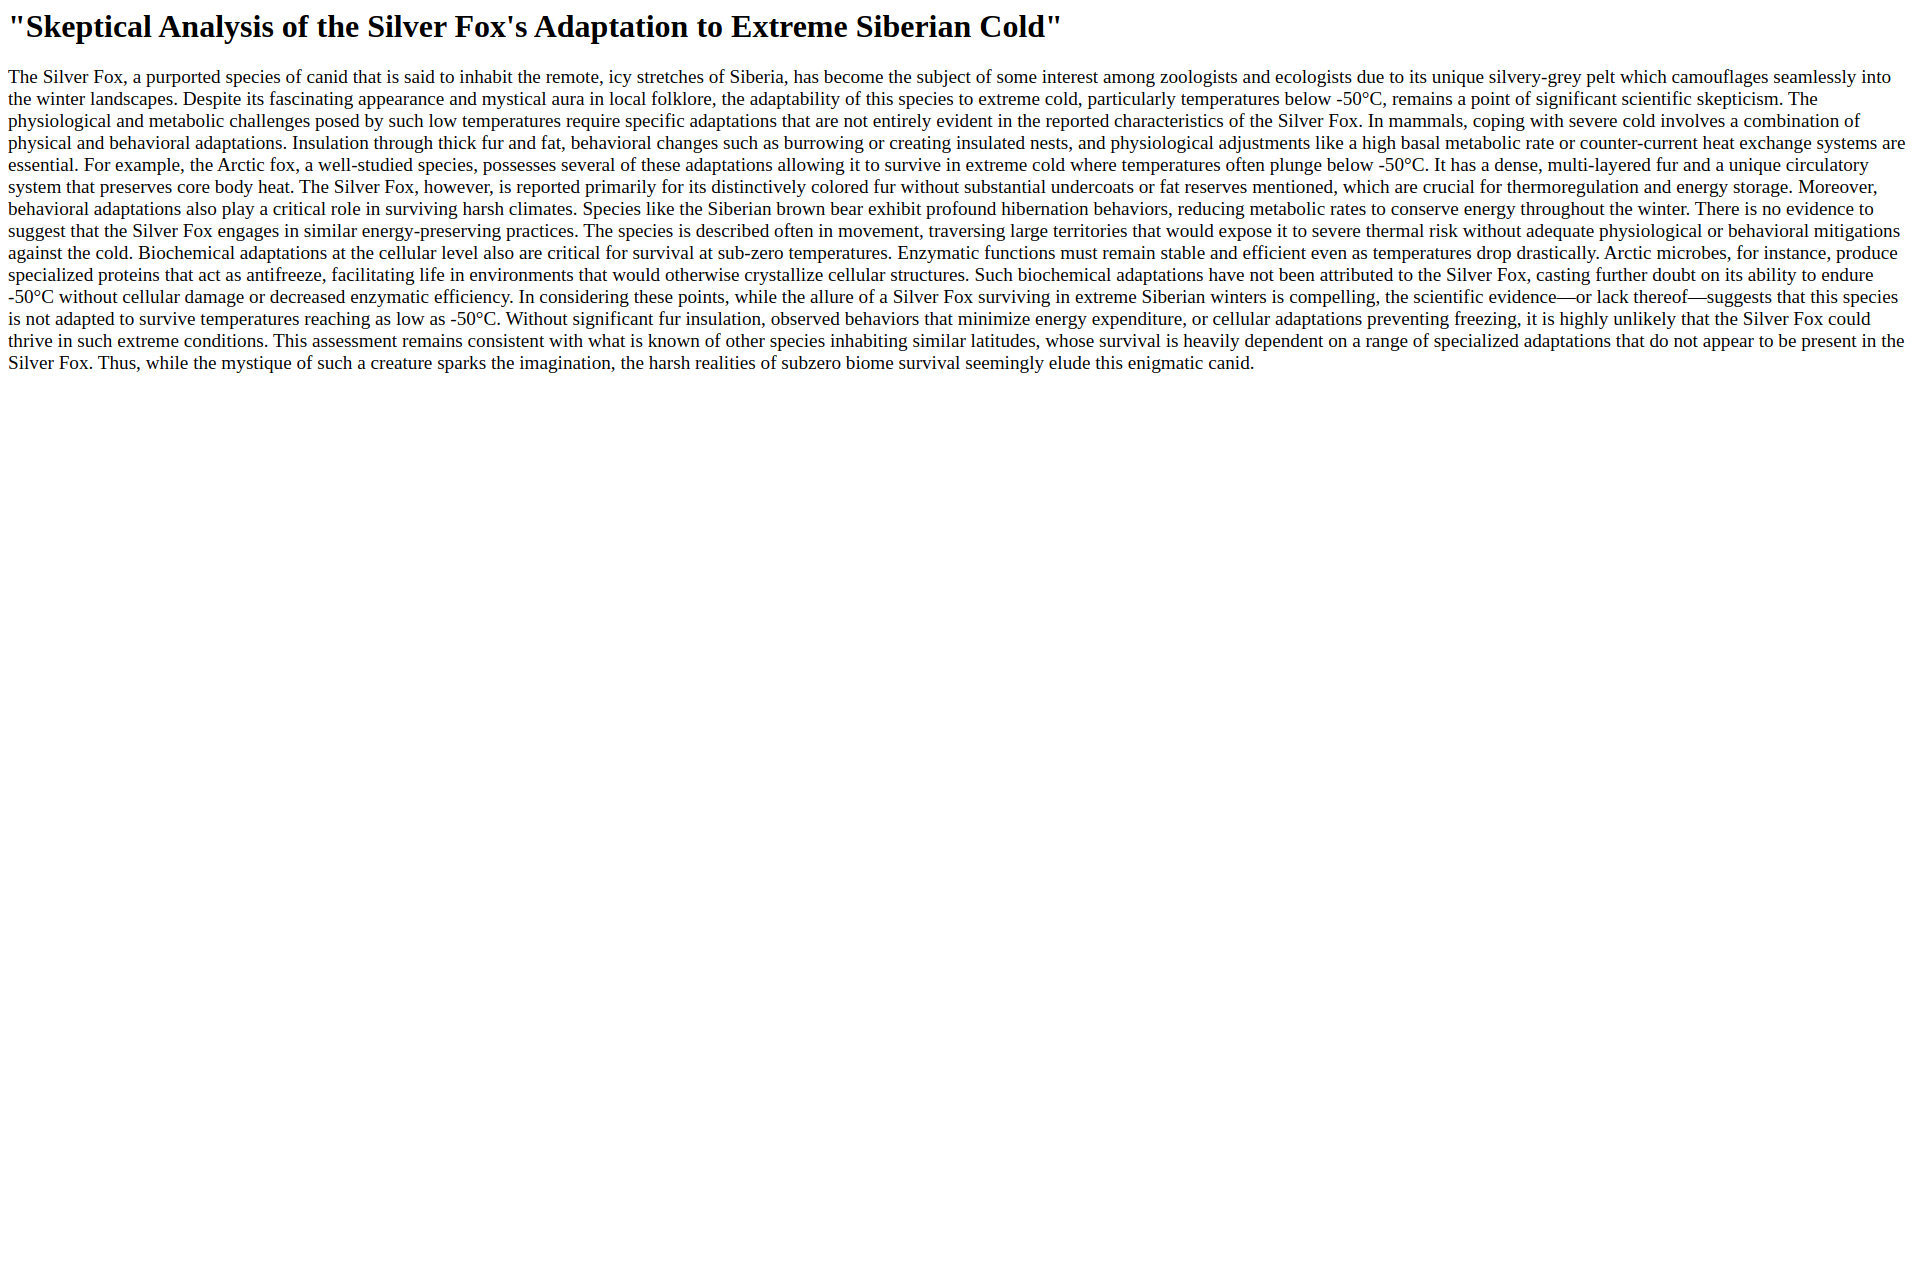 "Skeptical Analysis of the Silver Fox's Adaptation to Extreme Siberian Cold"
The Silver Fox, a purported species of canid that is said to inhabit the remote, icy stretches of Siberia, has become the subject of some interest among zoologists and ecologists due to its unique silvery-grey pelt which camouflages seamlessly into
the winter landscapes. Despite its fascinating appearance and mystical aura in local folklore, the adaptability of this species to extreme cold, particularly temperatures below -50°C, remains a point of significant scientific skepticism. The
physiological and metabolic challenges posed by such low temperatures require specific adaptations that are not entirely evident in the reported characteristics of the Silver Fox. In mammals, coping with severe cold involves a combination of
physical and behavioral adaptations. Insulation through thick fur and fat, behavioral changes such as burrowing or creating insulated nests, and physiological adjustments like a high basal metabolic rate or counter-current heat exchange systems are
essential. For example, the Arctic fox, a well-studied species, possesses several of these adaptations allowing it to survive in extreme cold where temperatures often plunge below -50°C. It has a dense, multi-layered fur and a unique circulatory
system that preserves core body heat. The Silver Fox, however, is reported primarily for its distinctively colored fur without substantial undercoats or fat reserves mentioned, which are crucial for thermoregulation and energy storage. Moreover,
behavioral adaptations also play a critical role in surviving harsh climates. Species like the Siberian brown bear exhibit profound hibernation behaviors, reducing metabolic rates to conserve energy throughout the winter. There is no evidence to
suggest that the Silver Fox engages in similar energy-preserving practices. The species is described often in movement, traversing large territories that would expose it to severe thermal risk without adequate physiological or behavioral mitigations
against the cold. Biochemical adaptations at the cellular level also are critical for survival at sub-zero temperatures. Enzymatic functions must remain stable and efficient even as temperatures drop drastically. Arctic microbes, for instance, produce
specialized proteins that act as antifreeze, facilitating life in environments that would otherwise crystallize cellular structures. Such biochemical adaptations have not been attributed to the Silver Fox, casting further doubt on its ability to endure
-50°C without cellular damage or decreased enzymatic efficiency. In considering these points, while the allure of a Silver Fox surviving in extreme Siberian winters is compelling, the scientific evidence—or lack thereof—suggests that this species
is not adapted to survive temperatures reaching as low as -50°C. Without significant fur insulation, observed behaviors that minimize energy expenditure, or cellular adaptations preventing freezing, it is highly unlikely that the Silver Fox could
thrive in such extreme conditions. This assessment remains consistent with what is known of other species inhabiting similar latitudes, whose survival is heavily dependent on a range of specialized adaptations that do not appear to be present in the
Silver Fox. Thus, while the mystique of such a creature sparks the imagination, the harsh realities of subzero biome survival seemingly elude this enigmatic canid.